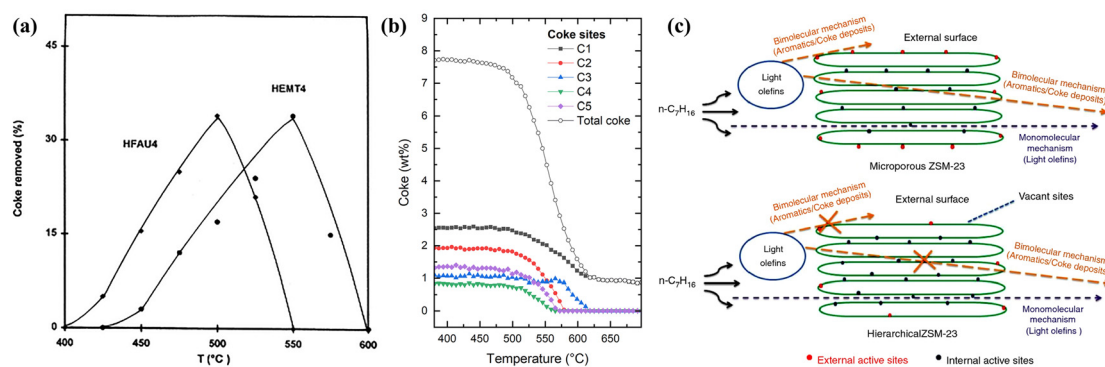 (a)
45
30
15
0
Coke removed (%)
HFAU4
HEMT4
400
450
500
550
600
T (°C)
(b)
9
8
7
6
5
4
3
2
1
0
Coke (wt%)
Coke sites
C1
C2
C3
C4
C5
Total coke
400
450
500
550
600
650
Temperature (°C)
(c)
Bimolecular mechanism
(Aromatics/Coke deposits)
External surface
Light
olefins
Bimolecular mechanism
(Aromatics/Coke deposits)
n-C₇H₁₆
Monomolecular
mechanism
(Light olefins)
Microporous ZSM-23
Bimolecular mechanism
(Aromatics/Coke deposits)
External surface
Vacant sites
Light
olefins
Bimolecular mechanism
(Aromatics/Coke deposits)
n-C₇H₁₆
Monomolecular
mechanism
(Light olefins )
HierarchicalZSM-23
External active sites
Internal active sites